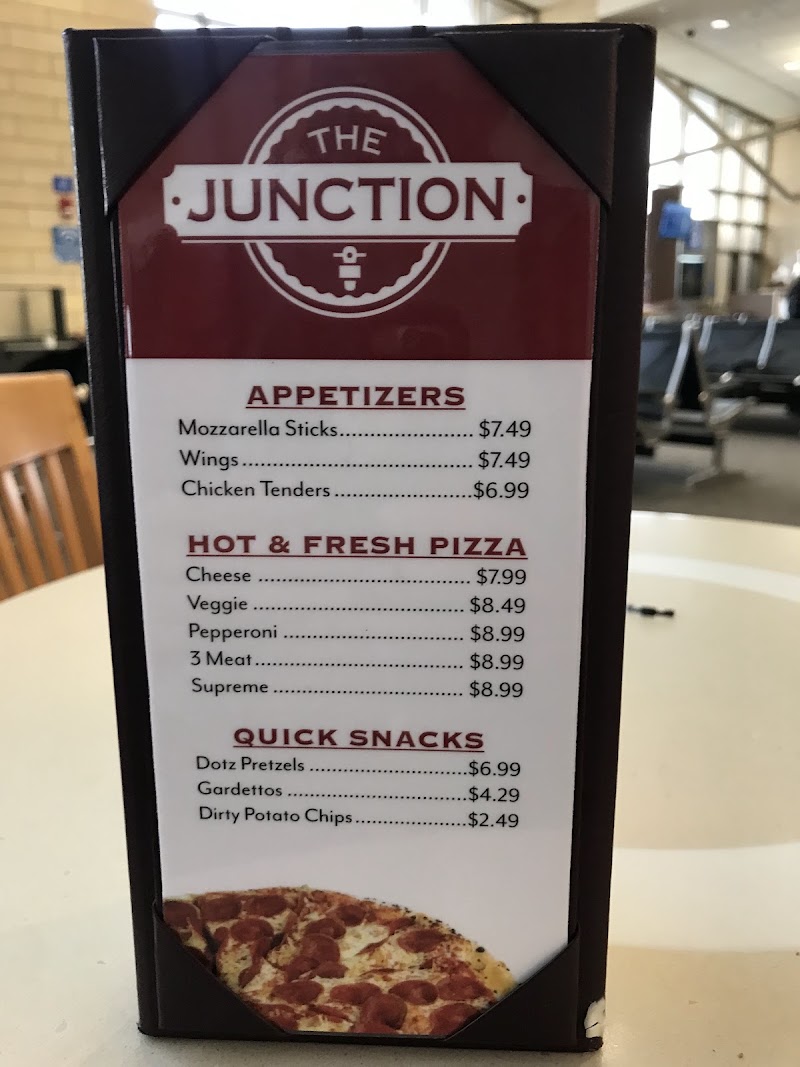 THE
JUNCTION
APPETIZERS
Mozzarella Sticks...................... $7.49
Wings...................................... $7.49
Chicken Tenders.......................$6.99
HOT & FRESH PIZZA
Cheese ................................... $7.99
Veggie ................................... $8.49
Pepperoni .............................. $8.99
3 Meat................................... $8.99
Supreme ............................... $8.99
QUICK SNACKS
Dotz Pretzels ..........................$6.99
Gardettos ..............................$4.29
Dirty Potato Chips...................$2.49